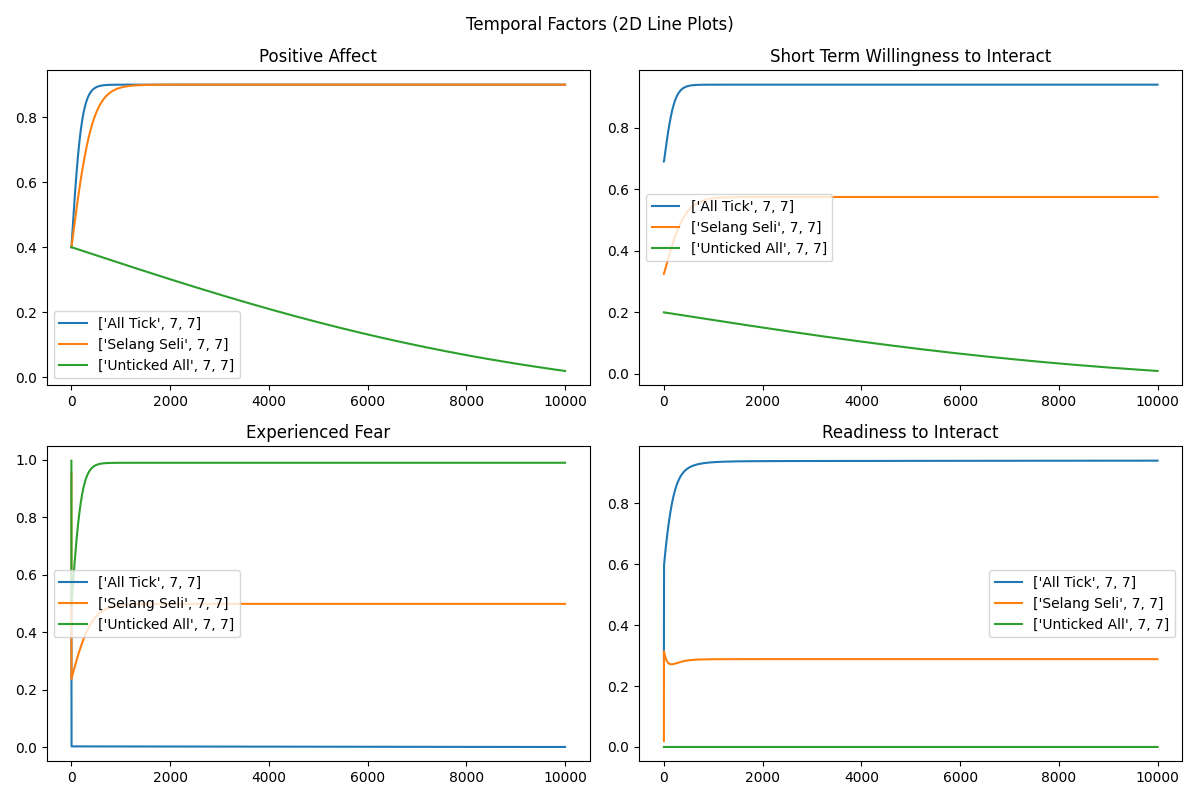 Temporal Factors (2D Line Plots)
Positive Affect
0.8
0.6
0.4
0.2
0.0
['All Tick', 7, 7]
['Selang Seli', 7, 7]
['Unticked All', 7, 7]
0 2000 4000 6000 8000 10000
Short Term Willingness to Interact
0.8
0.6
0.4
0.2
0.0
['All Tick', 7, 7]
['Selang Seli', 7, 7]
['Unticked All', 7, 7]
0 2000 4000 6000 8000 10000
Experienced Fear
1.0
0.8
0.6
0.4
0.2
0.0
['All Tick', 7, 7]
['Selang Seli', 7, 7]
['Unticked All', 7, 7]
0 2000 4000 6000 8000 10000
Readiness to Interact
0.8
0.6
0.4
0.2
0.0
['All Tick', 7, 7]
['Selang Seli', 7, 7]
['Unticked All', 7, 7]
0 2000 4000 6000 8000 10000